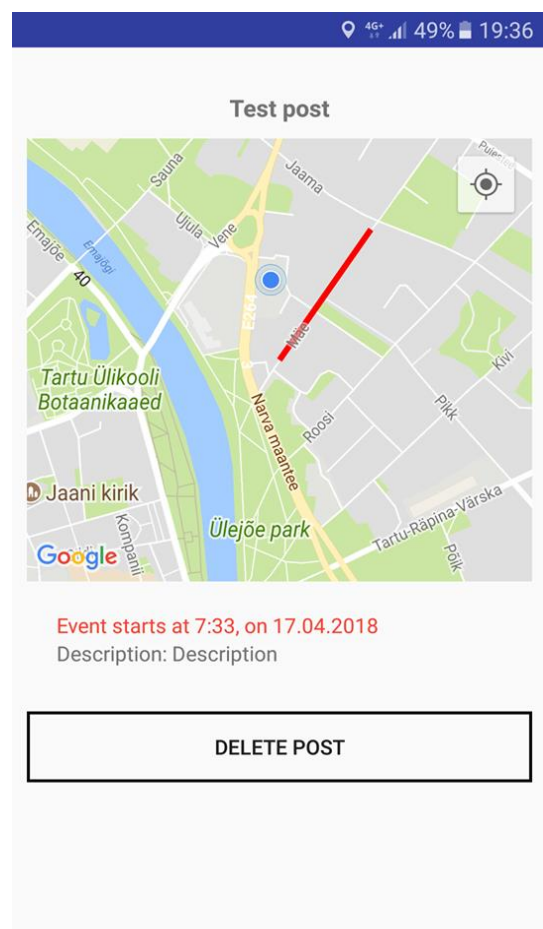 4G+ 49% 19:36
Test post
Puiestee
Sauna
Jaama
Ujula
Vene
Emajõe
Emajõgi
40
E264
Mäe
Kivi
Tartu Ülikooli
Botaanikaaed
Pikk
Narva maantee
Roosi
Jaani kirik
Kompanii
Ülejõe park
Tartu-Räpina-Värska
Põik
Google
Event starts at 7:33, on 17.04.2018
Description: Description
DELETE POST